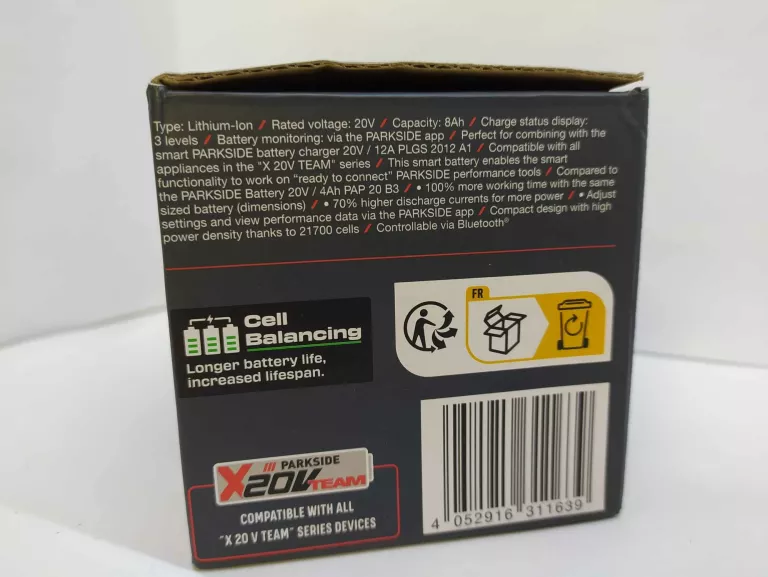 Type: Lithium-Ion / Rated voltage: 20V / Capacity: 8Ah / Charge status display:
3 levels / Battery monitoring: via the PARKSIDE app / Perfect for combining with the
smart PARKSIDE battery charger 20V / 12A PLGS 2012 A1 / Compatible with all
appliances in the "X 20V TEAM" series / This smart battery enables the smart
functionality to work on "ready to connect" PARKSIDE performance tools / Compared to
the PARKSIDE Battery 20V / 4Ah PAP 20 B3 / • 100% more working time with the same
sized battery (dimensions) / • 70% higher discharge currents for more power / • Adjust
settings and view performance data via the PARKSIDE app / Compact design with high
power density thanks to 21700 cells / Controllable via Bluetooth®
FR
Cell
Balancing
Longer battery life,
increased lifespan.
/// PARKSIDE
X20V TEAM
COMPATIBLE WITH ALL
"X 20 V TEAM" SERIES DEVICES
4 052916 311639